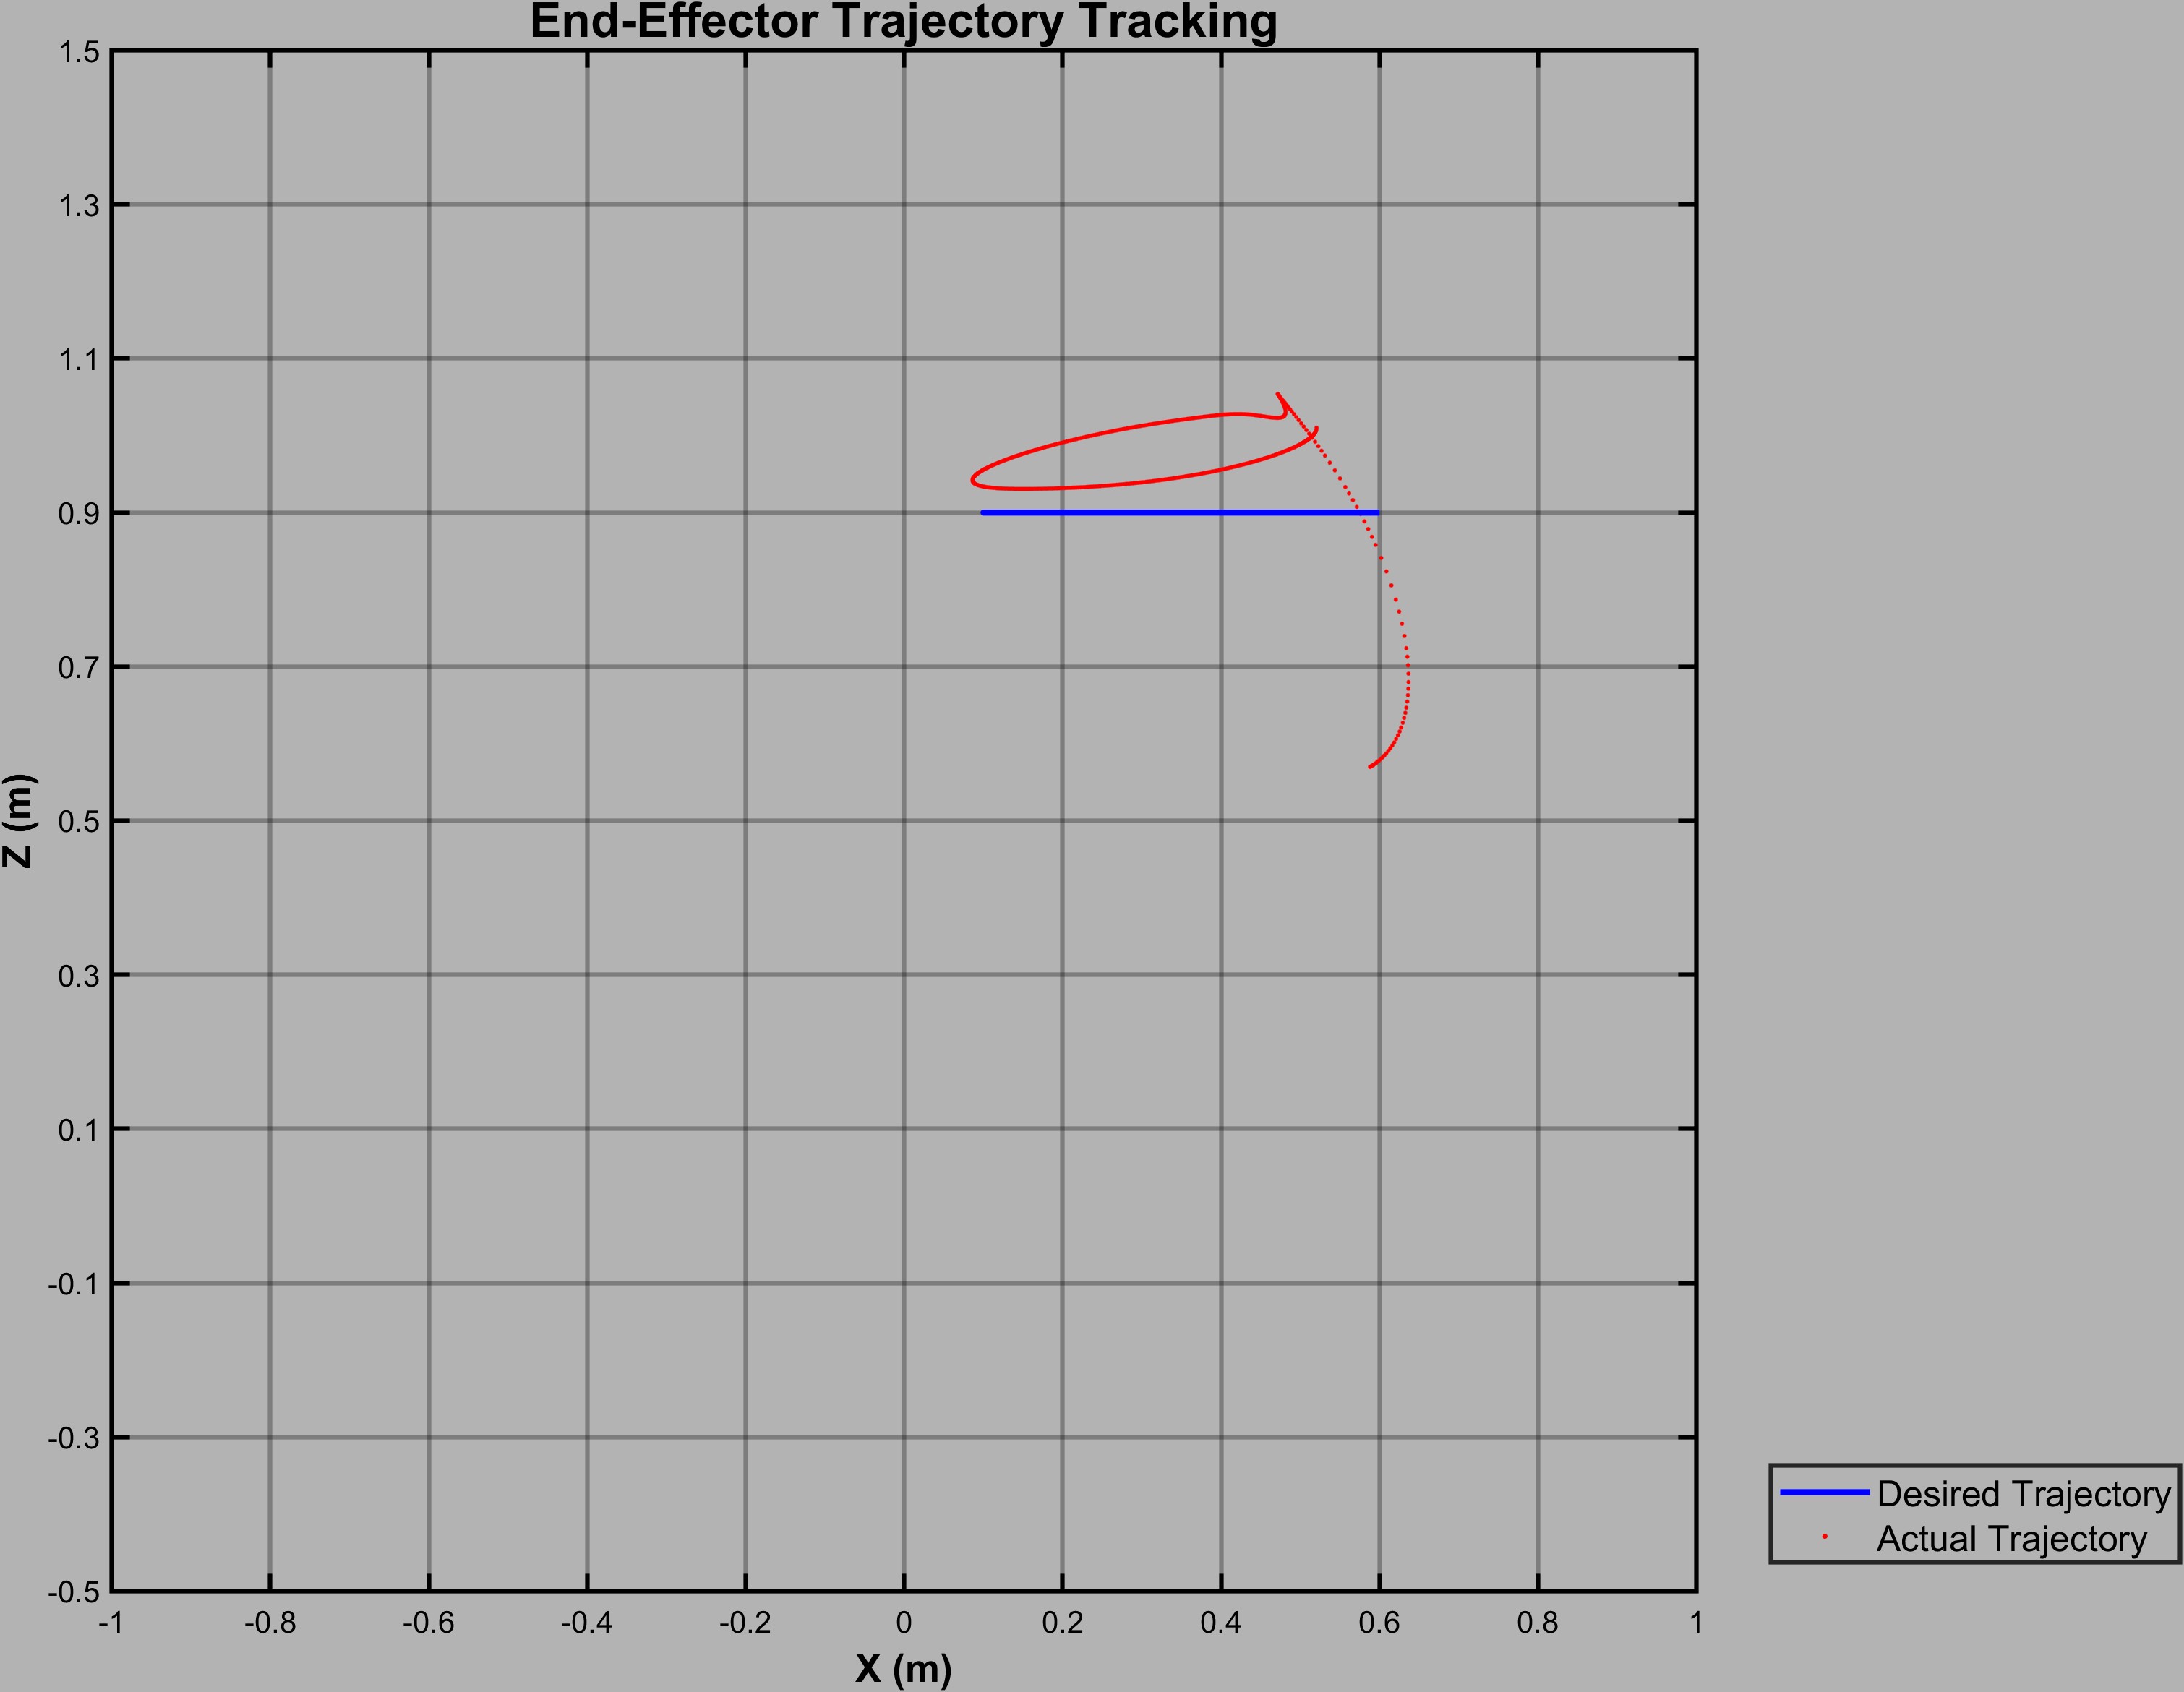 End-Effector Trajectory Tracking
1.5
1.3
1.1
0.9
0.7
0.5
0.3
0.1
-0.1
-0.3
-0.5
Z (m)
-1 -0.8 -0.6 -0.4 -0.2 0 0.2 0.4 0.6 0.8 1
X (m)
Desired Trajectory
Actual Trajectory